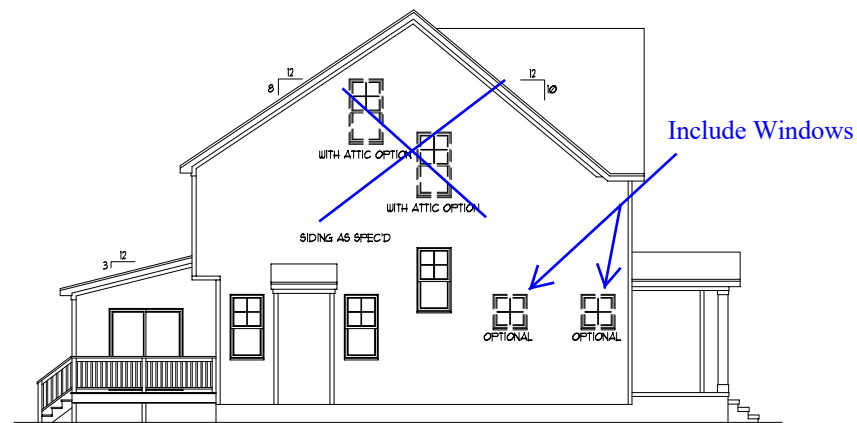 12
8
12
10
Include Windows
WITH ATTIC OPTION
WITH ATTIC OPTION
SIDING AS SPEC'D
12
3
OPTIONAL
OPTIONAL